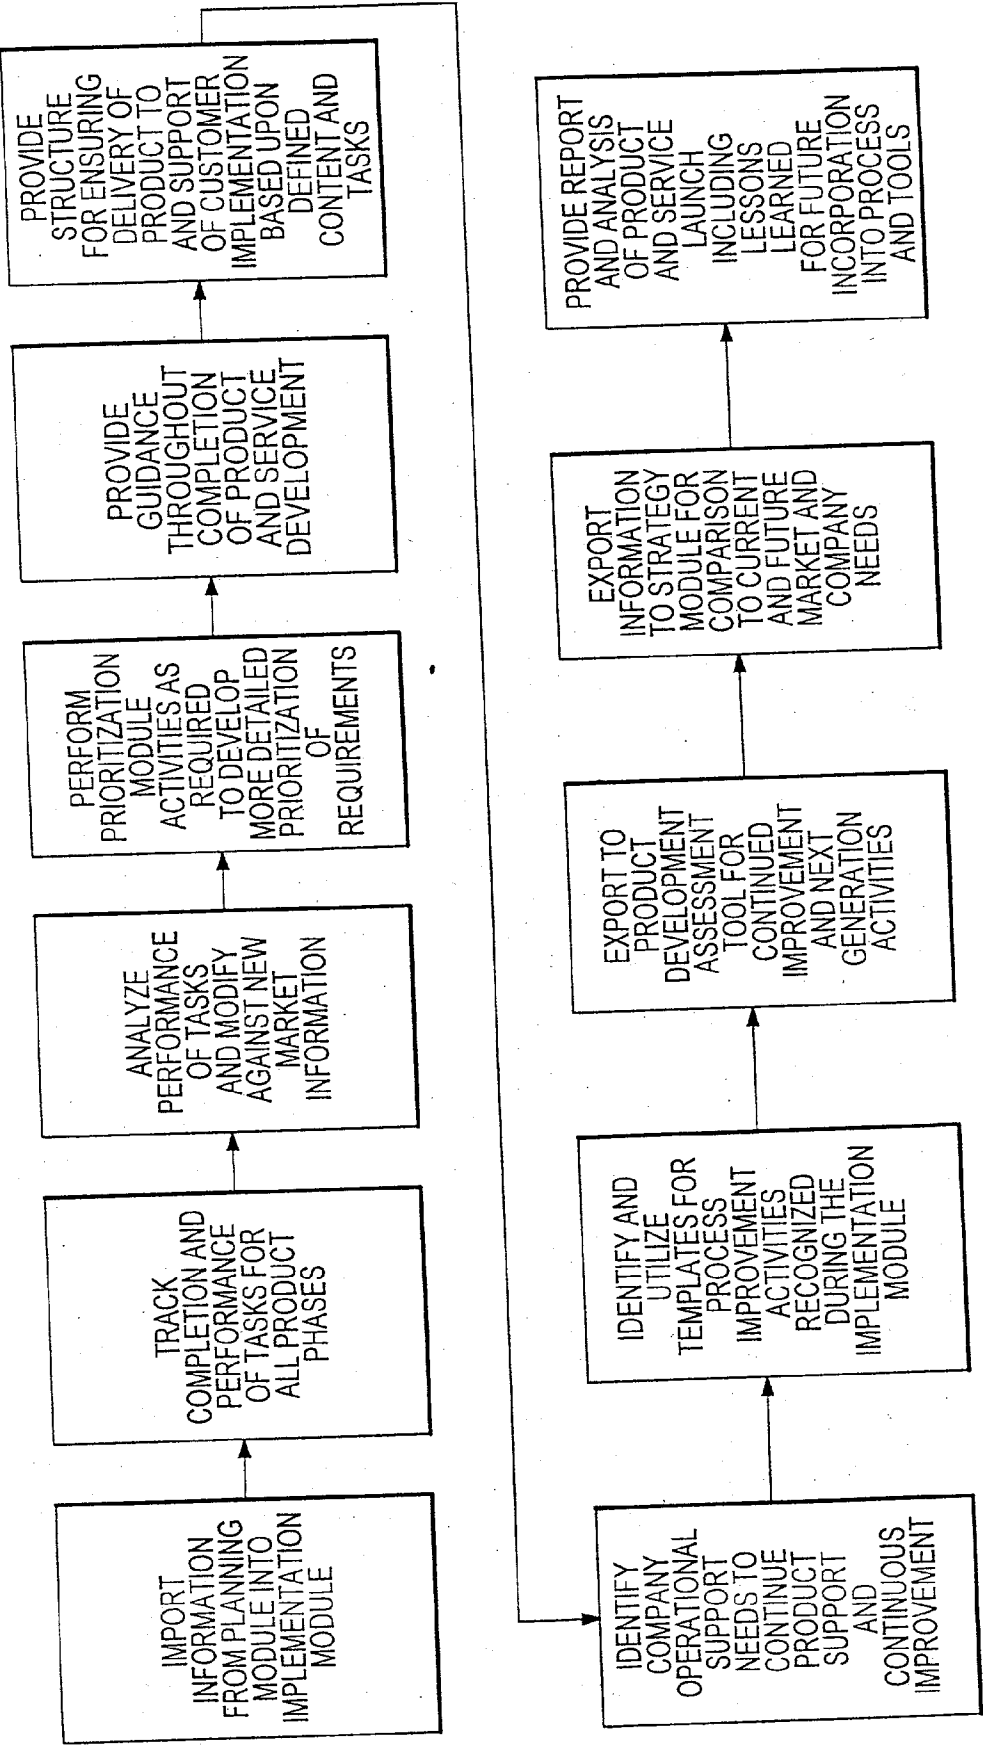 IMPORT
INFORMATION
FROM PLANNING
MODULE INTO
IMPLEMENTATION
MODULE
TRACK
COMPLETION AND
PERFORMANCE
OF TASKS FOR
ALL PRODUCT
PHASES
ANALYZE
PERFORMANCE
OF TASKS
AND MODIFY
AGAINST NEW
MARKET
INFORMATION
PERFORM
PRIORITIZATION
MODULE
ACTIVITIES AS
REQUIRED
TO DEVELOP
MORE DETAILED
PRIORITIZATION
OF
REQUIREMENTS
PROVIDE
GUIDANCE
THROUGHOUT
COMPLETION
OF PRODUCT
AND SERVICE
DEVELOPMENT
PROVIDE
STRUCTURE
FOR ENSURING
DELIVERY OF
PRODUCT TO
AND SUPPORT
OF CUSTOMER
IMPLEMENTATION
BASED UPON
DEFINED
CONTENT AND
TASKS
IDENTIFY
COMPANY
OPERATIONAL
SUPPORT
NEEDS TO
CONTINUE
PRODUCT
SUPPORT
AND
CONTINUOUS
IMPROVEMENT
IDENTIFY AND
UTILIZE
TEMPLATES FOR
PROCESS
IMPROVEMENT
ACTIVITIES
RECOGNIZED
DURING THE
IMPLEMENTATION
MODULE
EXPORT TO
PRODUCT
DEVELOPMENT
ASSESSMENT
TOOL FOR
CONTINUED
IMPROVEMENT
AND NEXT
GENERATION
ACTIVITIES
EXPORT
INFORMATION
TO STRATEGY
MODULE FOR
COMPARISON
TO CURRENT
AND FUTURE
MARKET AND
COMPANY
NEEDS
PROVIDE REPORT
AND ANALYSIS
OF PRODUCT
AND SERVICE
LAUNCH
INCLUDING
LESSONS
LEARNED
FOR FUTURE
INCORPORATION
INTO PROCESS
AND TOOLS